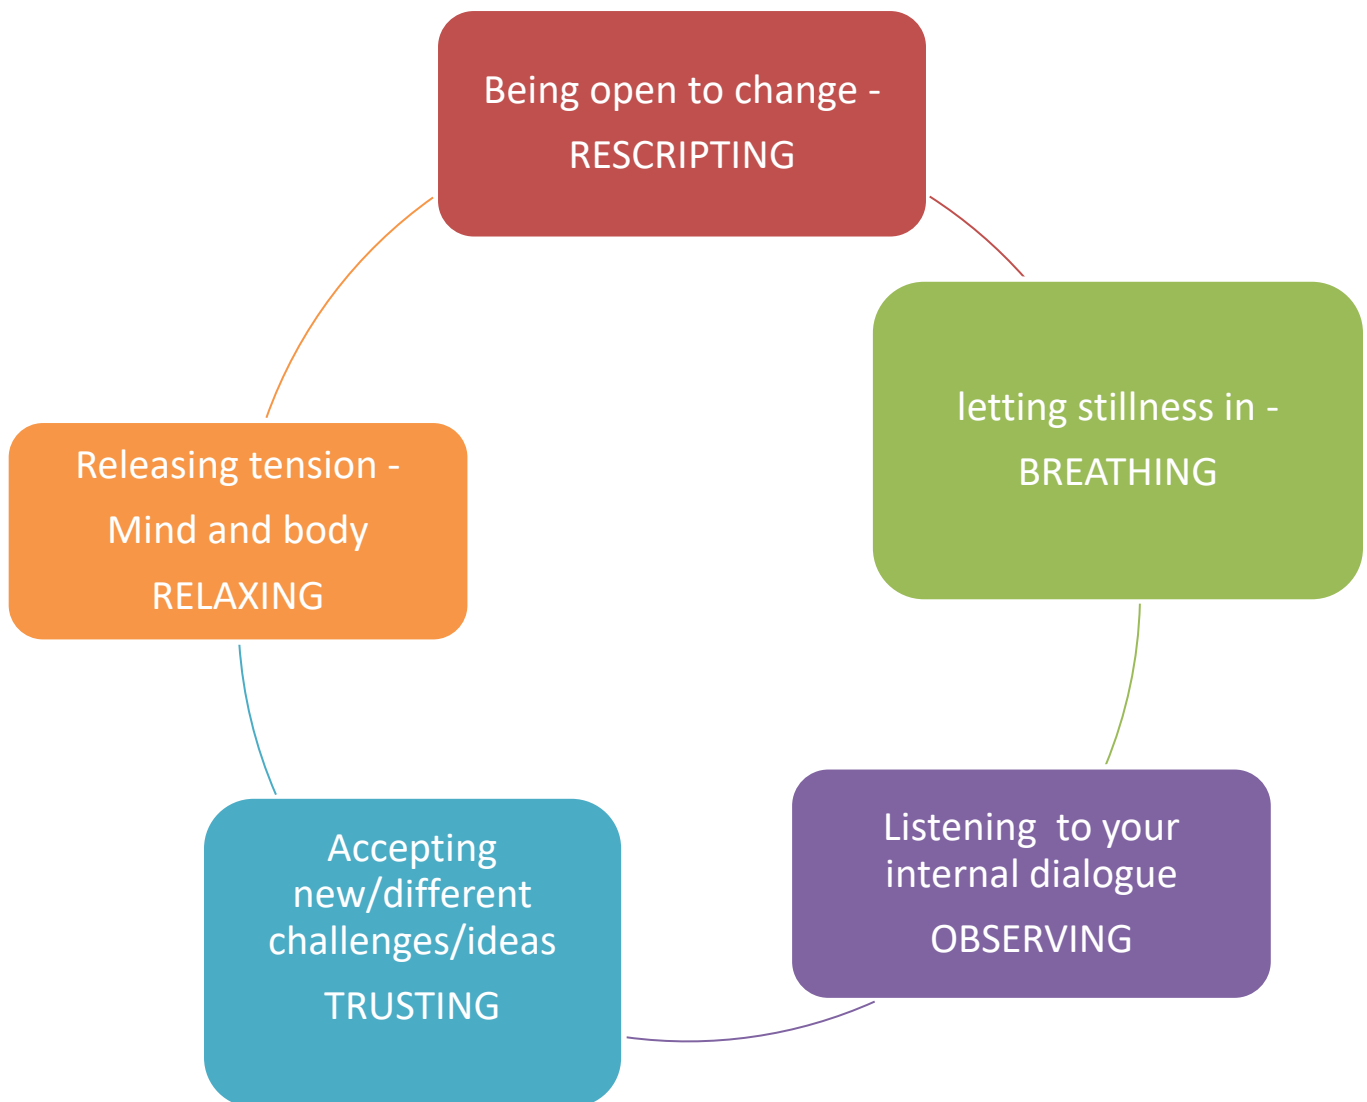 Being open to change -
RESCRIPTING
letting stillness in -
BREATHING
Listening  to your
internal dialogue
OBSERVING
Accepting
new/different
challenges/ideas
TRUSTING
Releasing tension -
Mind and body
RELAXING